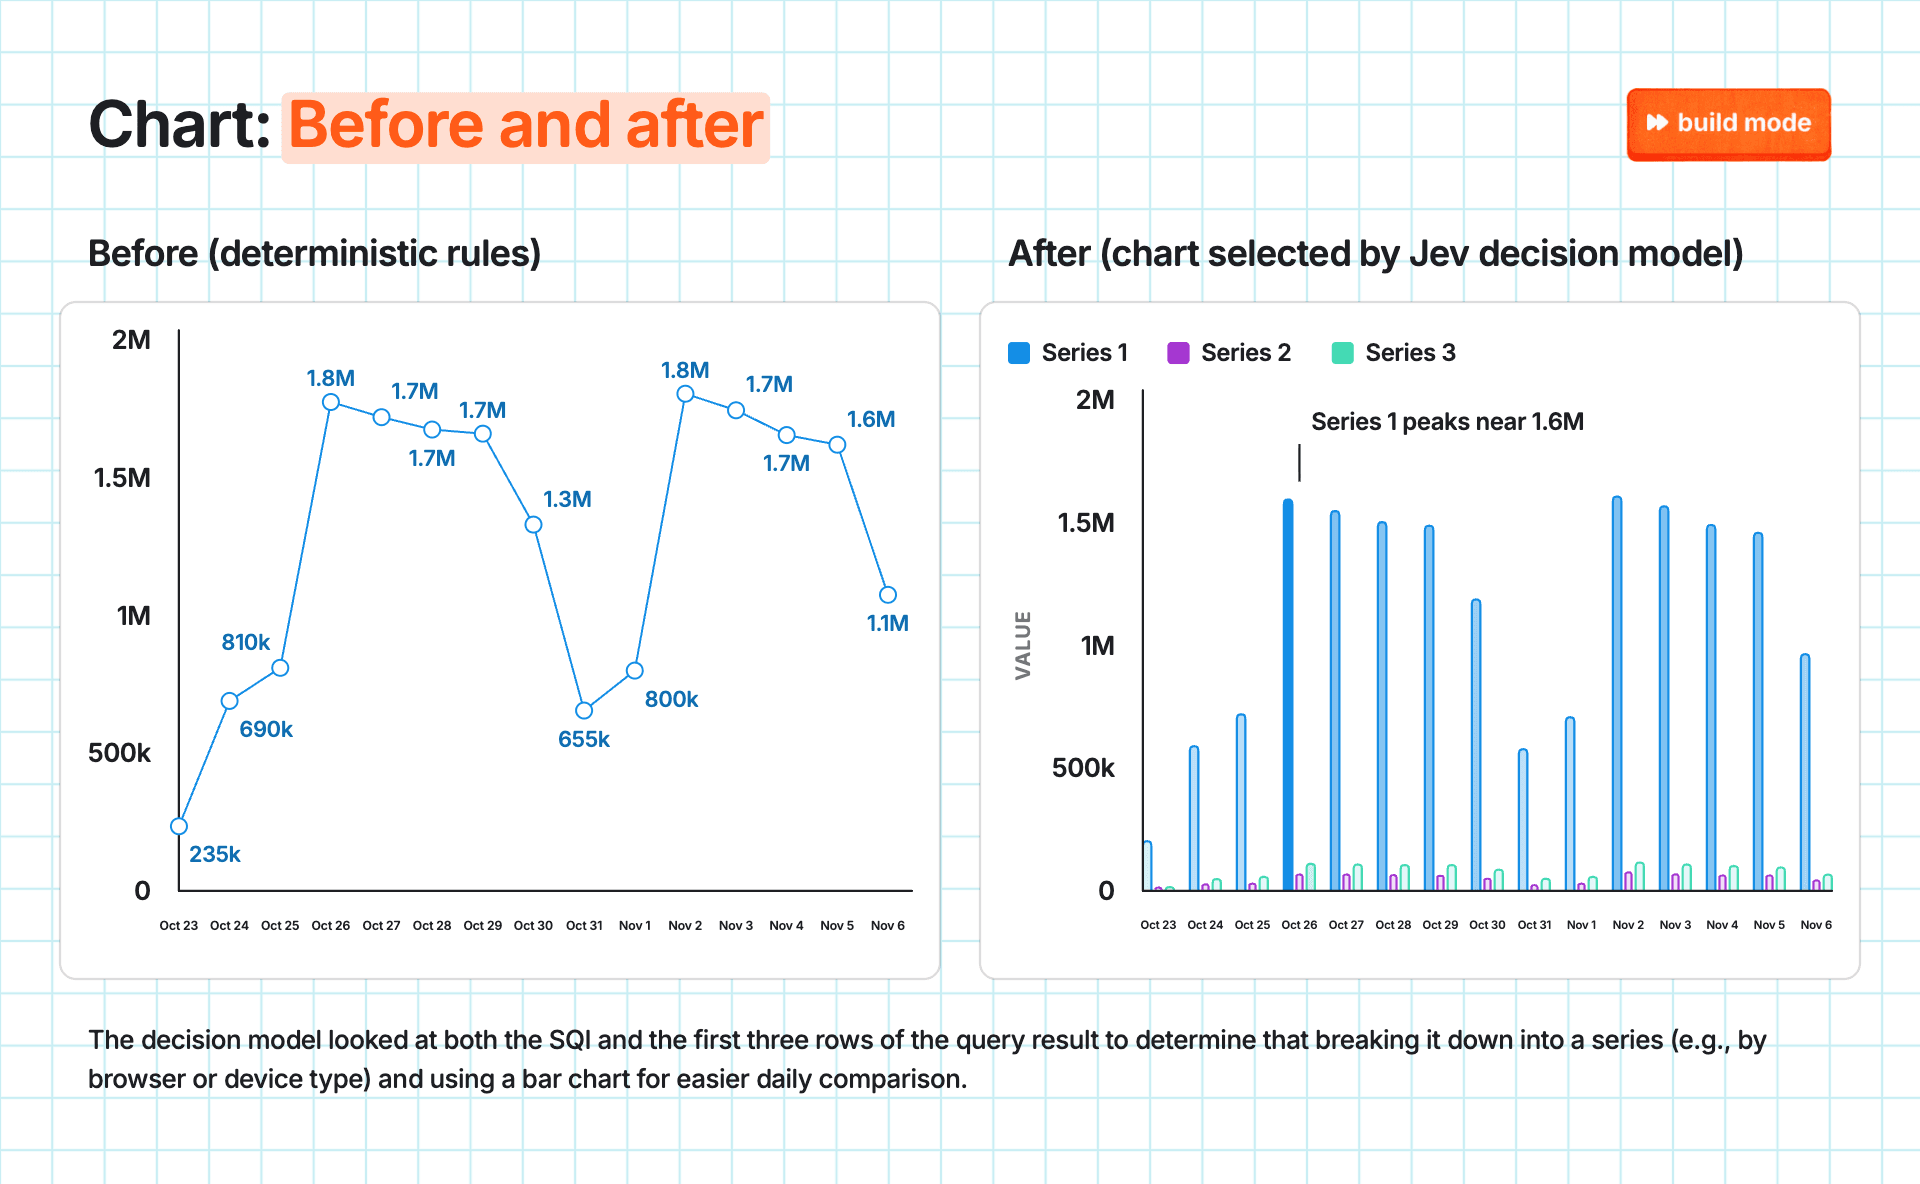 Chart: Before and after
build mode
Before (deterministic rules)
2M
1.5M
1M
500k
0
235k
690k
810k
1.8M
1.7M
1.7M
1.7M
1.3M
655k
800k
1.8M
1.7M
1.7M
1.6M
1.1M
Oct 23 Oct 24 Oct 25 Oct 26 Oct 27 Oct 28 Oct 29 Oct 30 Oct 31 Nov 1 Nov 2 Nov 3 Nov 4 Nov 5 Nov 6
After (chart selected by Jev decision model)
Series 1 Series 2 Series 3
Series 1 peaks near 1.6M
VALUE
2M
1.5M
1M
500k
0
Oct 23 Oct 24 Oct 25 Oct 26 Oct 27 Oct 28 Oct 29 Oct 30 Oct 31 Nov 1 Nov 2 Nov 3 Nov 4 Nov 5 Nov 6
The decision model looked at both the SQl and the first three rows of the query result to determine that breaking it down into a series (e.g., by
browser or device type) and using a bar chart for easier daily comparison.